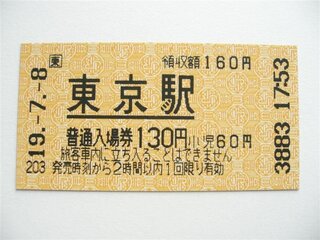 東 領収額160円
東京駅
普通入場券130円 小児60円
旅客車内に立ち入ることはできません
発売時刻から2時間以内1回限り有効
19.-7.-8
203
3883 17:53